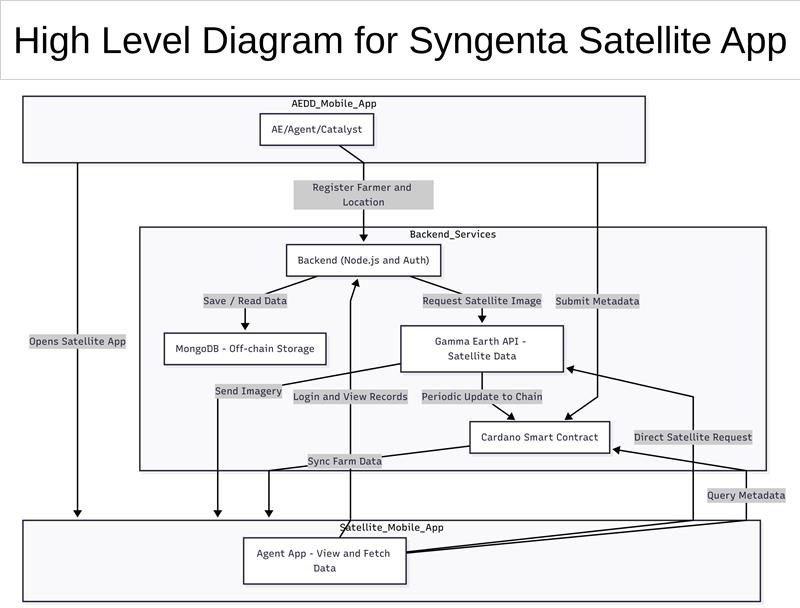 High Level Diagram for Syngenta Satellite App
AEDD_Mobile_App
AE/Agent/Catalyst
Register Farmer and
Location
Backend_Services
Backend (Node.js and Auth)
Save / Read Data
Request Satellite Image
Submit Metadata
Opens Satellite App
MongoDB - Off-chain Storage
Gamma Earth API -
Satellite Data
Send Imagery
Login and View Records
Periodic Update to Chain
Cardano Smart Contract
Direct Satellite Request
Sync Farm Data
Query Metadata
Satellite_Mobile_App
Agent App - View and Fetch
Data